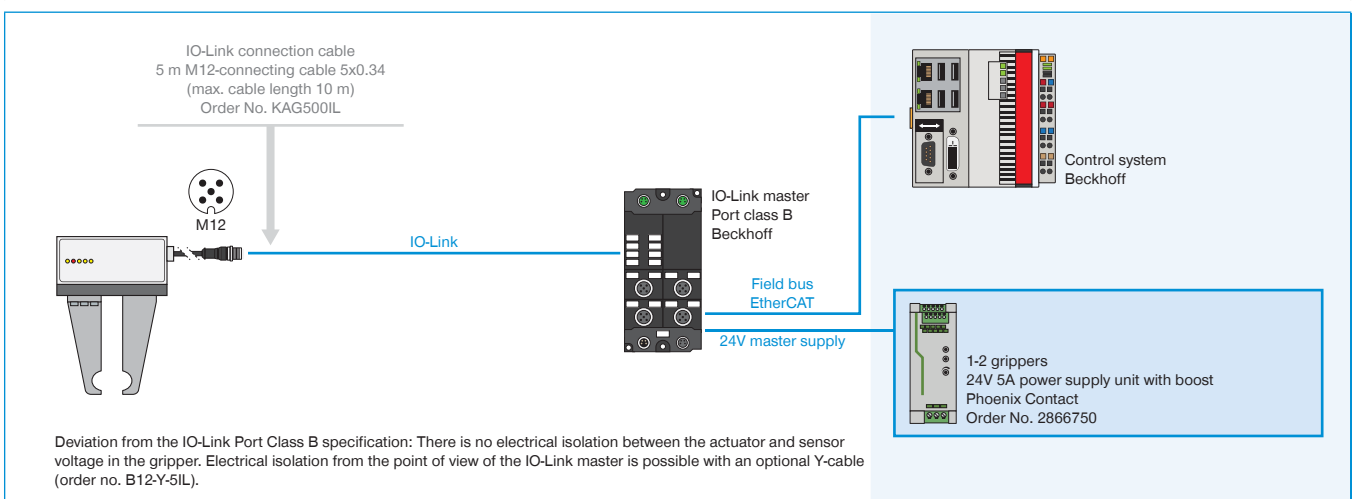 IO-Link connection cable
5 m M12-connecting cable 5x0.34
(max. cable length 10 m)
Order No. KAG500IL
M12
IO-Link
IO-Link master
Port class B
Beckhoff
Control system
Beckhoff
Field bus
EtherCAT
24V master supply
1-2 grippers
24V 5A power supply unit with boost
Phoenix Contact
Order No. 2866750
Deviation from the IO-Link Port Class B specification: There is no electrical isolation between the actuator and sensor
voltage in the gripper. Electrical isolation from the point of view of the IO-Link master is possible with an optional Y-cable
(order no. B12-Y-5IL).